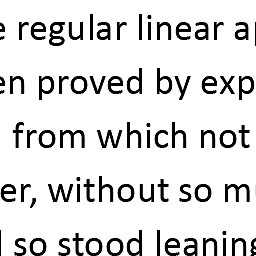 regular linear
proved by
from which not
without so
so stood leaning